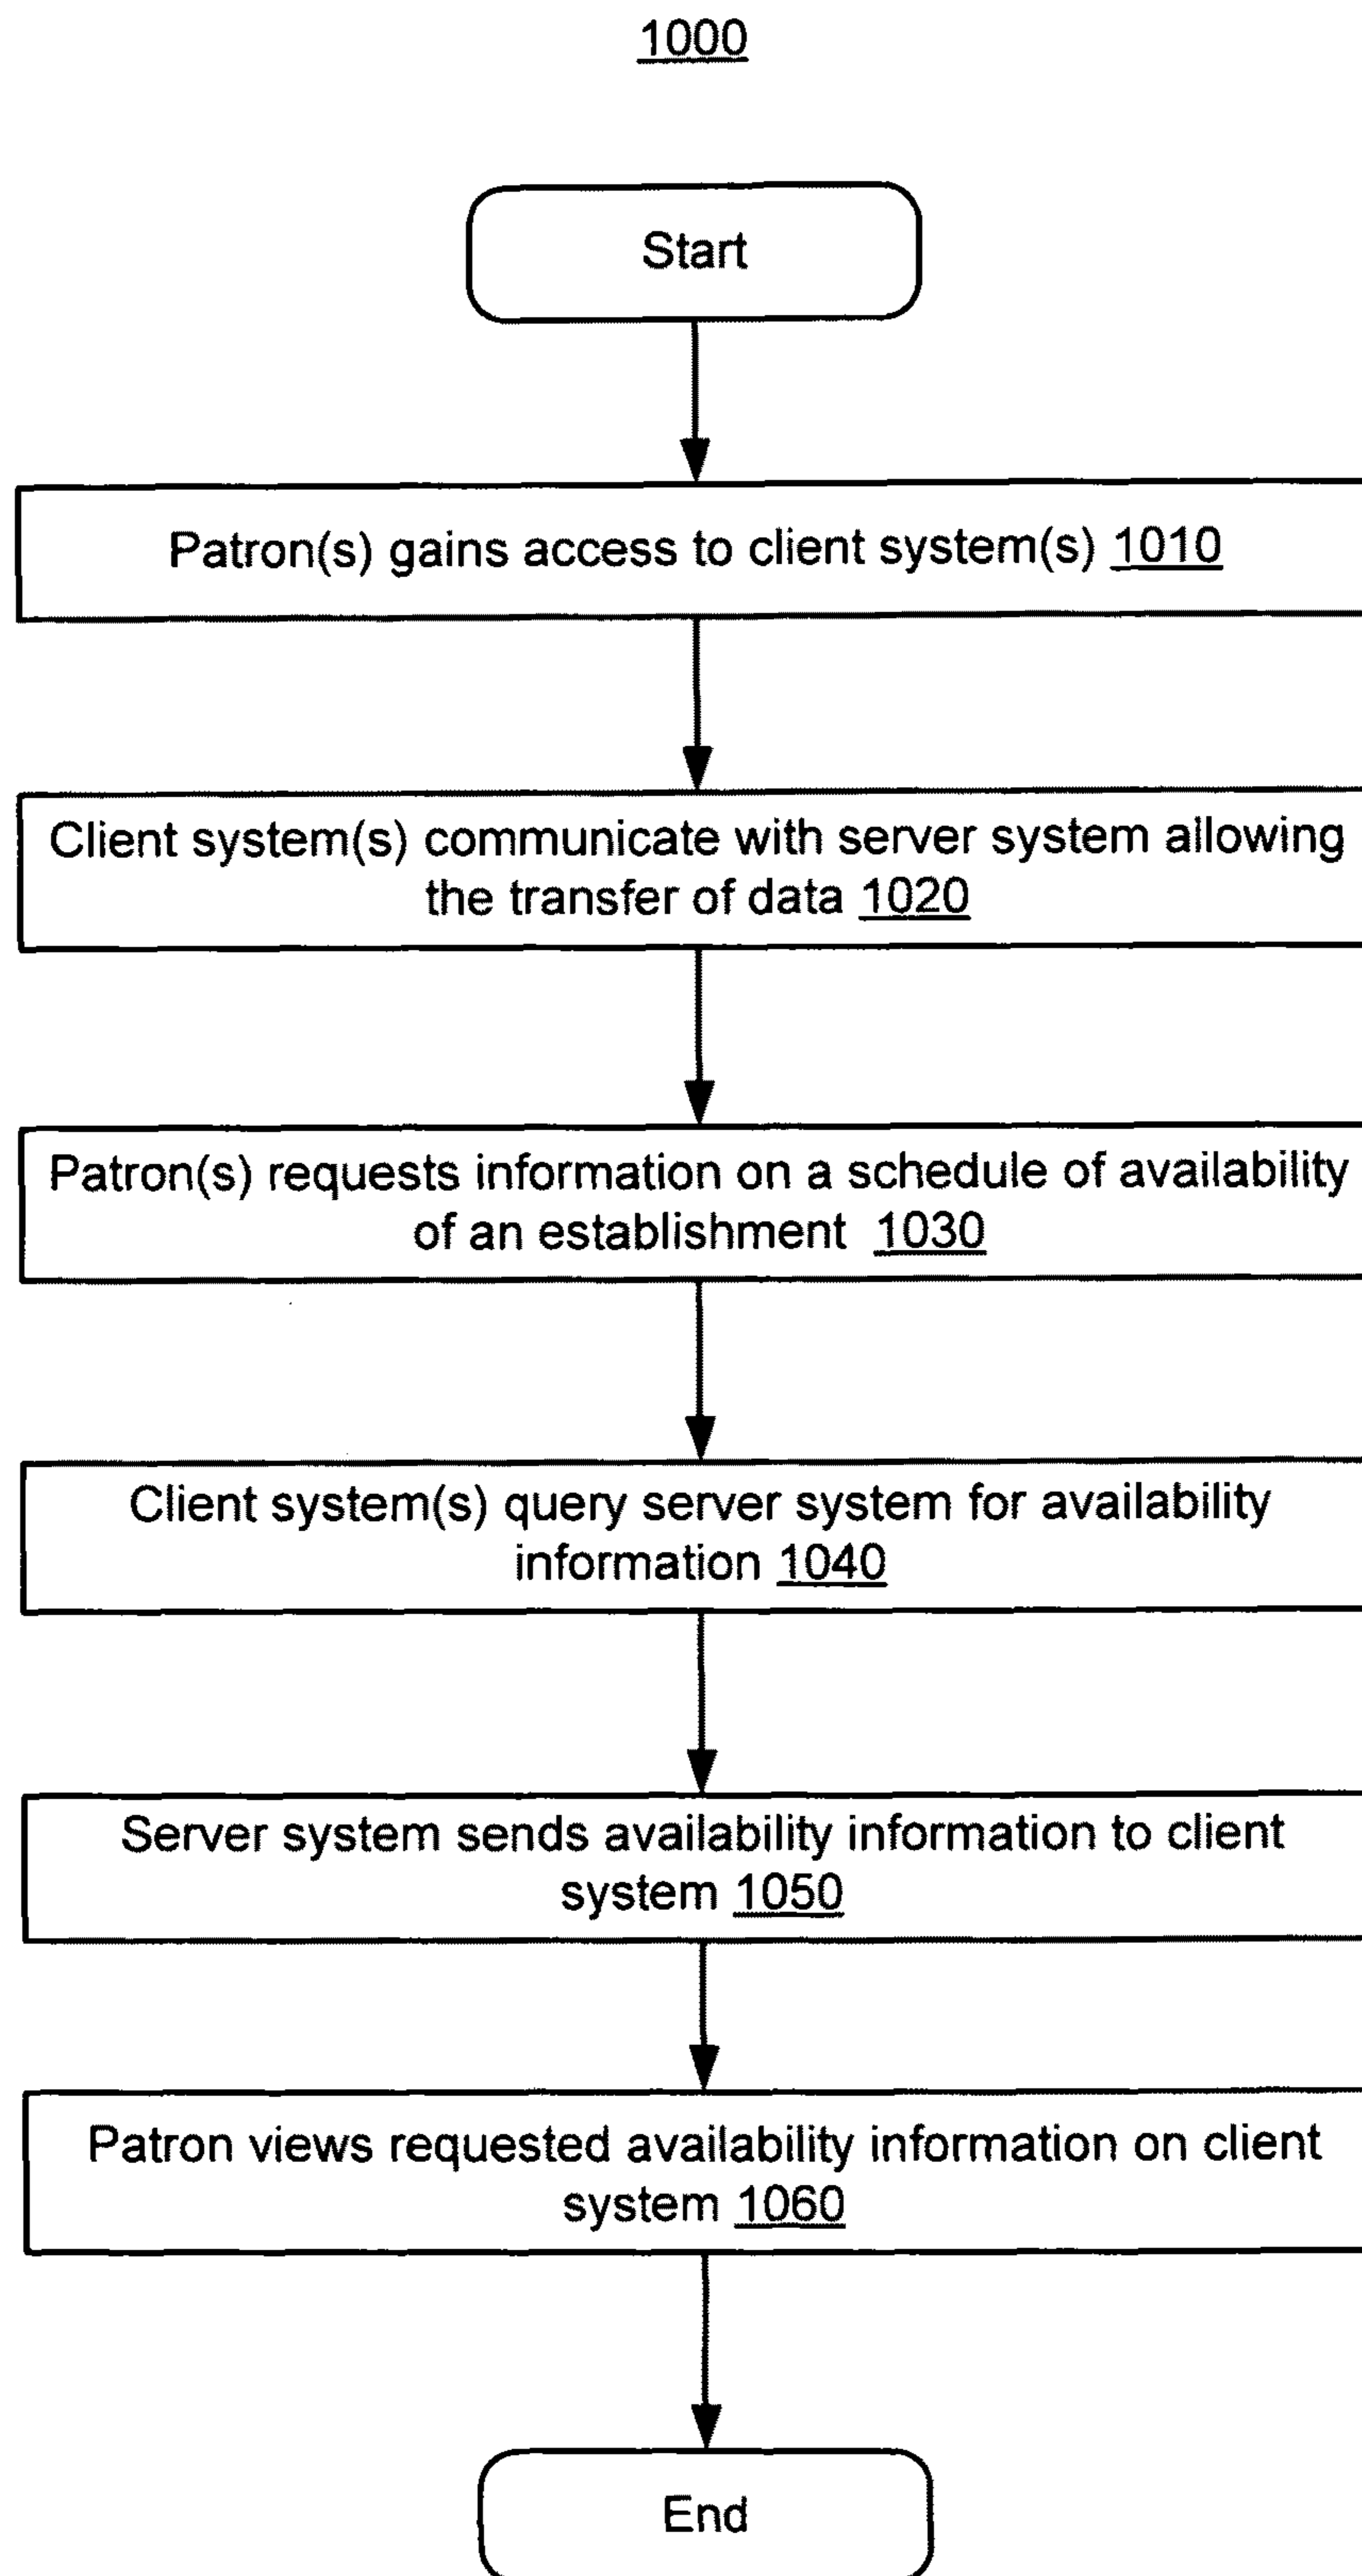 1000
Start
Patron(s) gains access to client system(s) 1010
Client system(s) communicate with server system allowing
the transfer of data 1020
Patron(s) requests information on a schedule of availability
of an establishment 1030
Client system(s) query server system for availability
information 1040
Server system sends availability information to client
system 1050
Patron views requested availability information on client
system 1060
End